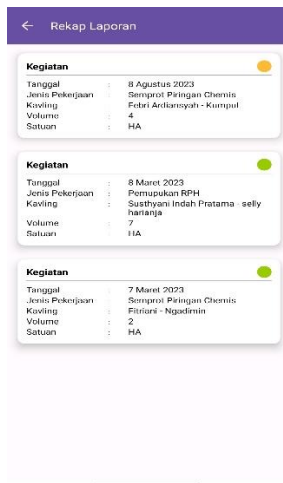 Rekap Laporan
Kegiatan
Tanggal : 8 Agustus 2023
Jenis Pekerjaan : Semprot Piringan Chemis
Kavling : Febri Ardiansyah - Kumpul
Volume : 4
Satuan : HA
Kegiatan
Tanggal : 8 Maret 2023
Jenis Pekerjaan : Pemupukan RPH
Kavling : Susthyani Indah Pratama - selly
harianja
Volume : 7
Satuan : HA
Kegiatan
Tanggal : 7 Maret 2023
Jenis Pekerjaan : Semprot Piringan Chemis
Kavling : Fitriani - Ngadimin
Volume : 2
Satuan : HA